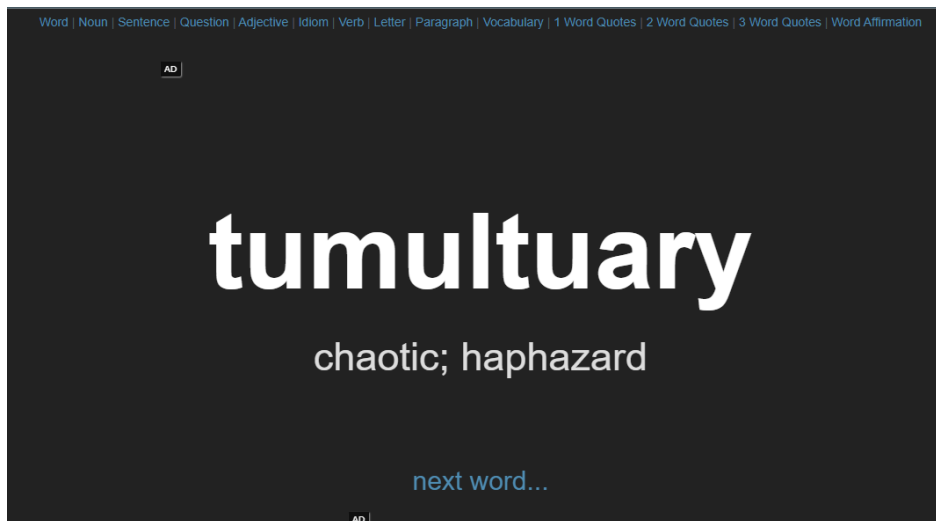 Word | Noun | Sentence | Question | Adjective | Idiom | Verb | Letter | Paragraph | Vocabulary | 1 Word Quotes | 2 Word Quotes | 3 Word Quotes | Word Affirmation
AD
tumultuary
chaotic; haphazard
next word...
AD